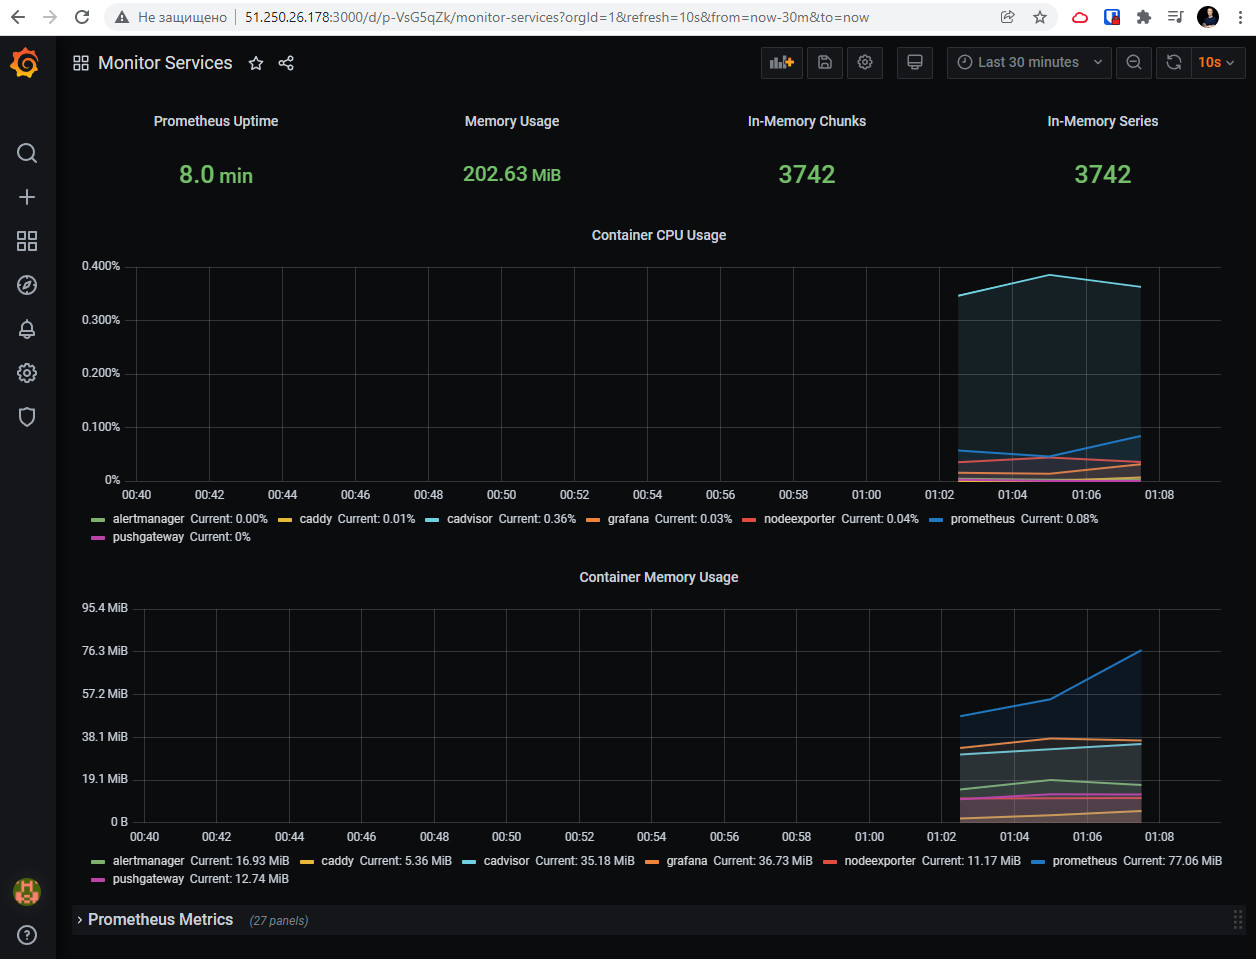 Не защищено 51.250.26.178:3000/d/p-VsG5qZk/monitor-services?orgId=1&refresh=10s&from=now-30m&to=now
Monitor Services Last 30 minutes 10s
Prometheus Uptime Memory Usage In-Memory Chunks In-Memory Series
8.0 min 202.63 MiB 3742 3742
Container CPU Usage
0.400%
0.300%
0.200%
0.100%
0%
00:40 00:42 00:44 00:46 00:48 00:50 00:52 00:54 00:56 00:58 01:00 01:02 01:04 01:06 01:08
alertmanager Current: 0.00% caddy Current: 0.01% cadvisor Current: 0.36% grafana Current: 0.03% nodeexporter Current: 0.04% prometheus Current: 0.08%
pushgateway Current: 0%
Container Memory Usage
95.4 MiB
76.3 MiB
57.2 MiB
38.1 MiB
19.1 MiB
0 B
00:40 00:42 00:44 00:46 00:48 00:50 00:52 00:54 00:56 00:58 01:00 01:02 01:04 01:06 01:08
alertmanager Current: 16.93 MiB caddy Current: 5.36 MiB cadvisor Current: 35.18 MiB grafana Current: 36.73 MiB nodeexporter Current: 11.17 MiB prometheus Current: 77.06 MiB
pushgateway Current: 12.74 MiB
Prometheus Metrics (27 panels)